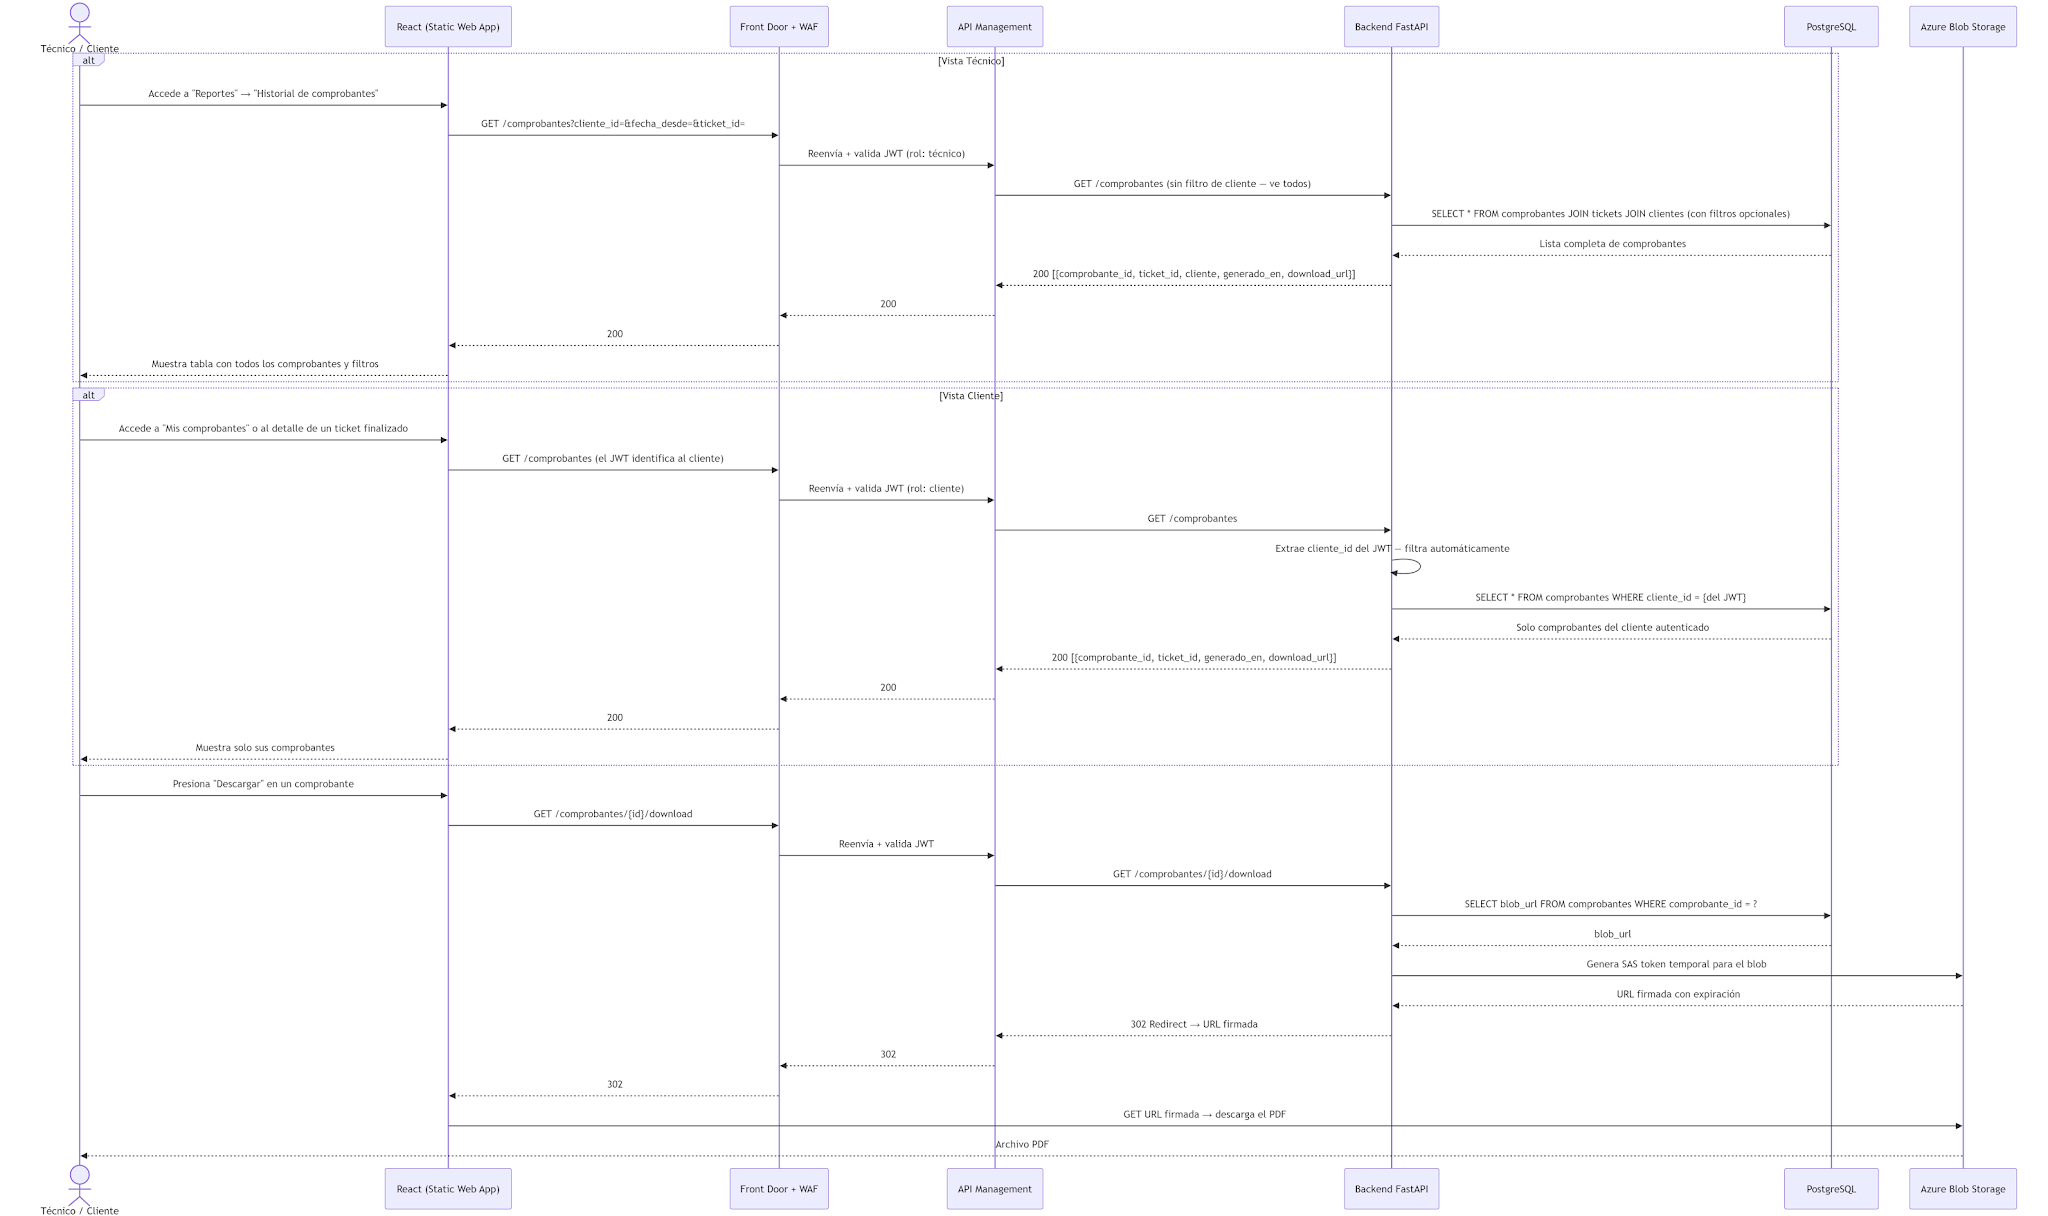 Técnico / Cliente
React (Static Web App)
Front Door + WAF
API Management
Backend FastAPI
PostgreSQL
Azure Blob Storage
alt
[Vista Técnico]
Accede a "Reportes" → "Historial de comprobantes"
GET /comprobantes?cliente_id=&fecha_desde=&ticket_id=
Reenvía + valida JWT (rol: técnico)
GET /comprobantes (sin filtro de cliente — ve todos)
SELECT * FROM comprobantes JOIN tickets JOIN clientes (con filtros opcionales)
Lista completa de comprobantes
200 [{comprobante_id, ticket_id, cliente, generado_en, download_url}]
200
200
Muestra tabla con todos los comprobantes y filtros
alt
[Vista Cliente]
Accede a "Mis comprobantes" o al detalle de un ticket finalizado
GET /comprobantes (el JWT identifica al cliente)
Reenvía + valida JWT (rol: cliente)
GET /comprobantes
Extrae cliente_id del JWT — filtra automáticamente
SELECT * FROM comprobantes WHERE cliente_id = {del JWT}
Solo comprobantes del cliente autenticado
200 [{comprobante_id, ticket_id, generado_en, download_url}]
200
200
Muestra solo sus comprobantes
Presiona "Descargar" en un comprobante
GET /comprobantes/{id}/download
Reenvía + valida JWT
GET /comprobantes/{id}/download
SELECT blob_url FROM comprobantes WHERE comprobante_id = ?
blob_url
Genera SAS token temporal para el blob
URL firmada con expiración
302 Redirect → URL firmada
302
302
GET URL firmada → descarga el PDF
Archivo PDF
Técnico / Cliente
React (Static Web App)
Front Door + WAF
API Management
Backend FastAPI
PostgreSQL
Azure Blob Storage